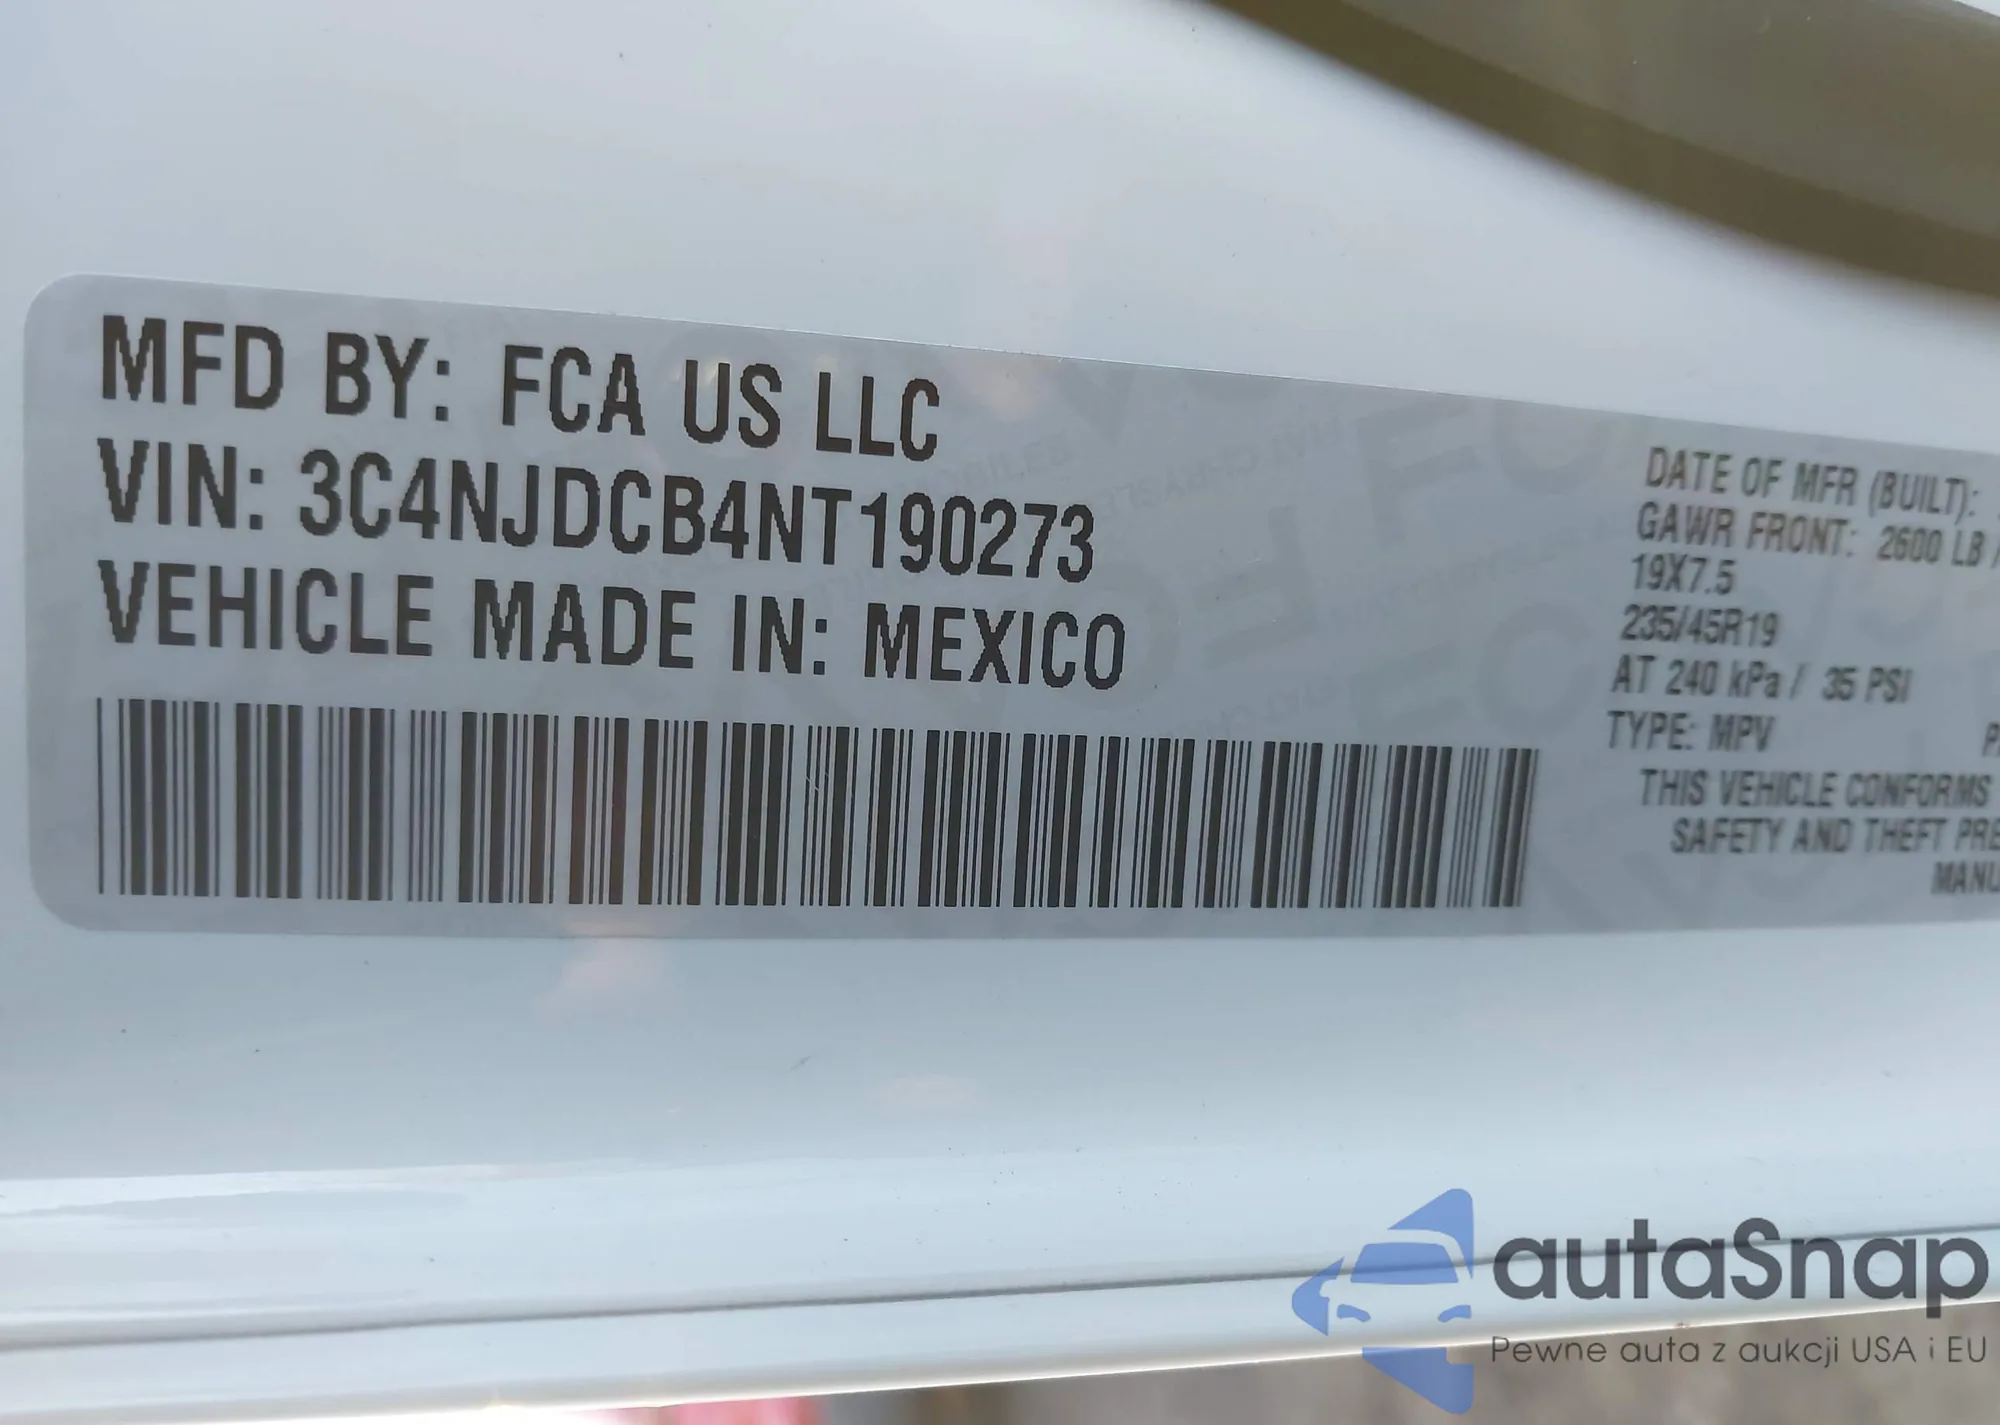 MFD BY: FCA US LLC
VIN: 3C4NJDCB4NT190273
VEHICLE MADE IN: MEXICO
DATE OF MFR (BUILT):
GAWR FRONT: 2600 LB /
19X7.5
235/45R19
AT 240 kPa / 35 PSI
TYPE: MPV
THIS VEHICLE CONFORMS
SAFETY AND THEFT PRE
MANU
autaSnap
Pewne auta z aukcji USA i EU